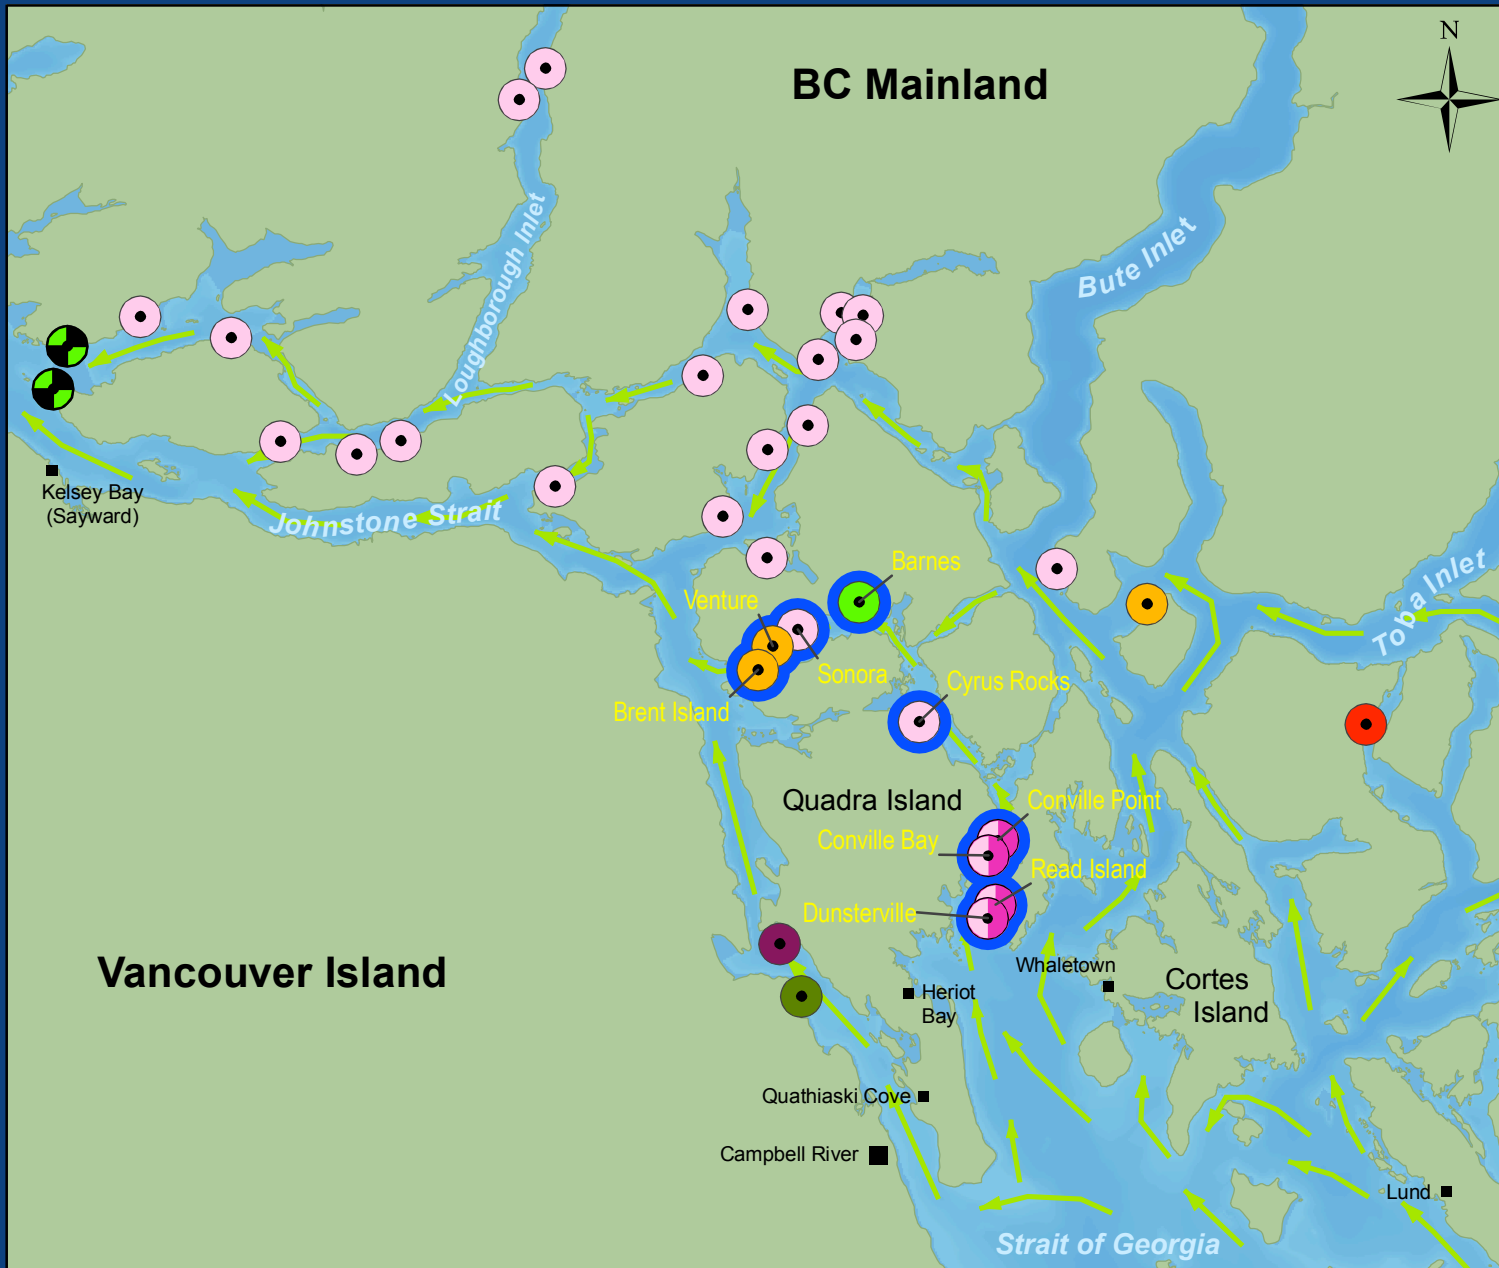 N
BC Mainland
Bute Inlet
Loughborough Inlet
Kelsey Bay
(Sayward)
Johnstone Strait
Barnes
Toba Inlet
Venture
Sonora
Cyrus Rocks
Brent Island
Quadra Island
Conville Point
Conville Bay
Read Island
Dunsterville
Vancouver Island
Whaletown
Cortes
Island
Heriot
Bay
Quathiaski Cove
Campbell River
Lund
Strait of Georgia